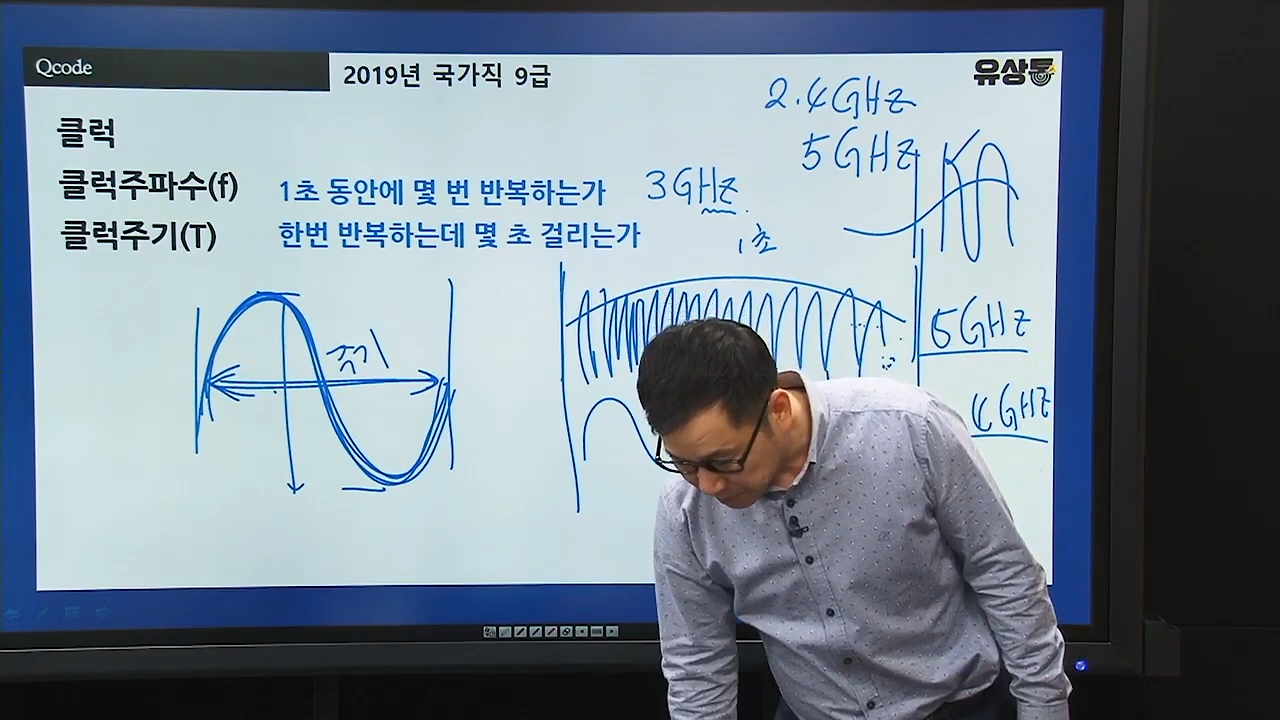 Qcode
2019년 국가직 9급
유상통
2.4GHz
5GHz
클럭
클럭주파수(f) 1초 동안에 몇 번 반복하는가 3GHz
클럭주기(T) 한번 반복하는데 몇 초 걸리는가
1초
주기
5GHz
4GHz